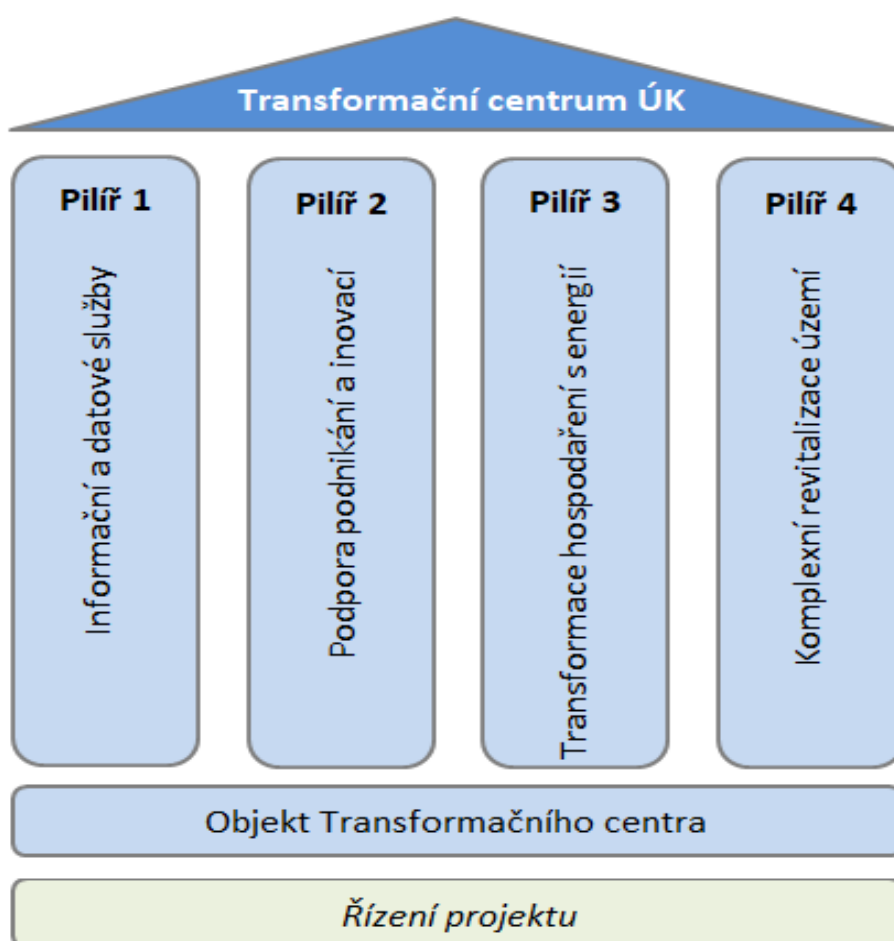 Transformační centrum ÚK
Pilíř 1
Informační a datové služby
Pilíř 2
Podpora podnikání a inovací
Pilíř 3
Transformace hospodaření s energií
Pilíř 4
Komplexní revitalizace území
Objekt Transformačního centra
Řízení projektu